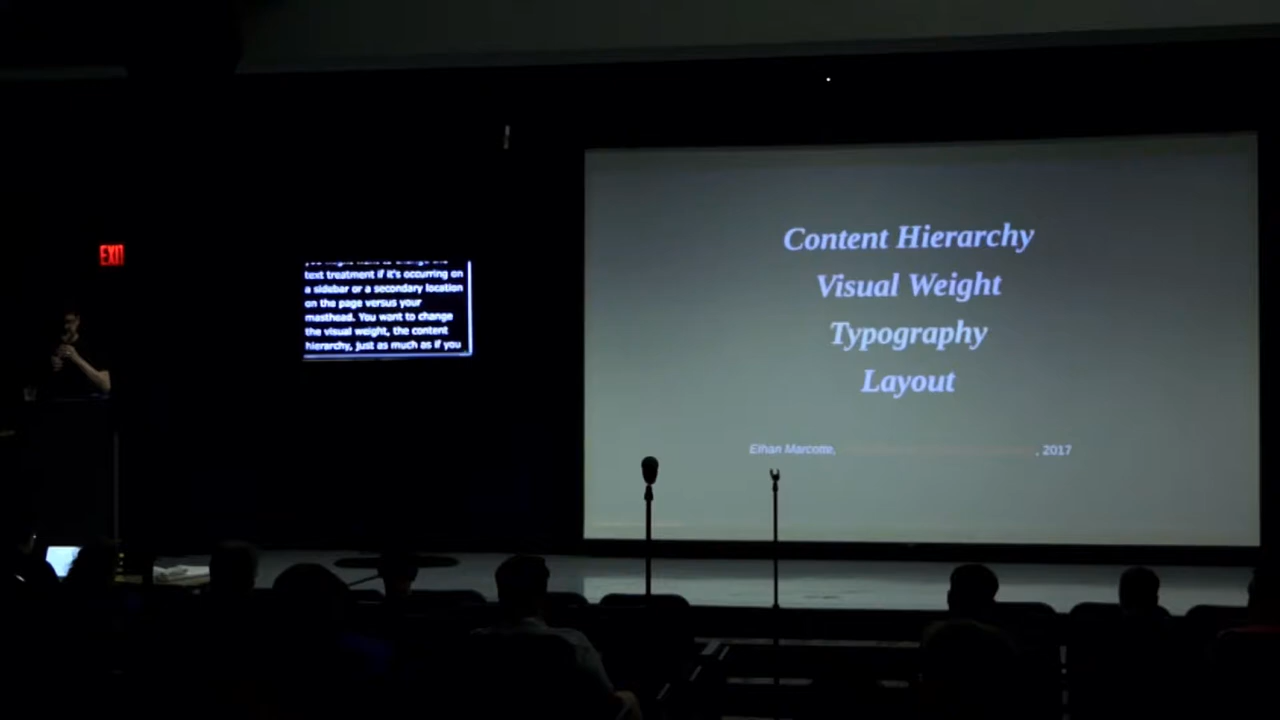 EXIT
text treatment if it's occurring on
a sidebar or a secondary location
on the page versus your
masthead. You want to change
the visual weight, the content
hierarchy, just as much as if you
Content Hierarchy
Visual Weight
Typography
Layout
Ethan Marcotte, , 2017